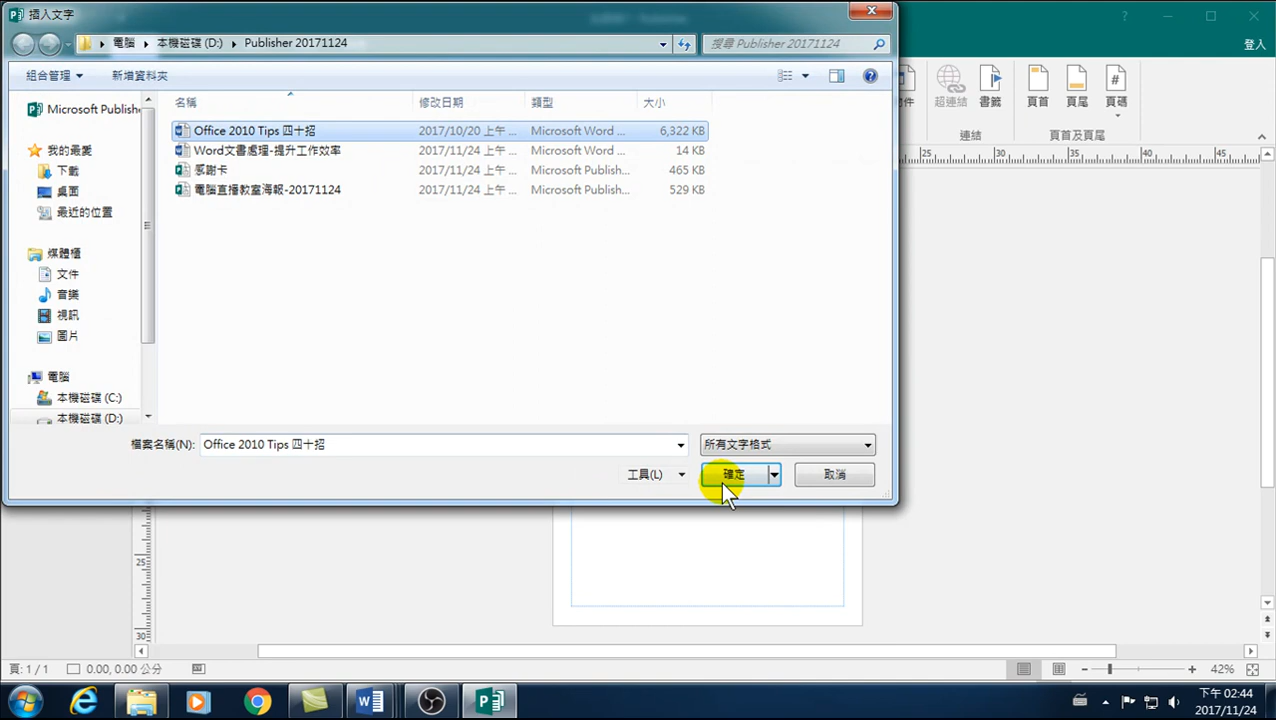 插入文字
登入
電腦 本機磁碟 (D:) Publisher 20171124
搜尋 Publisher 20171124
組合管理 新增資料夾
超連結 書籤 頁首 頁尾 頁碼
連結 頁首及頁尾
名稱 修改日期 類型 大小
Microsoft Publish
Office 2010 Tips 四十招 2017/10/20 上午 ... Microsoft Word ... 6,322 KB
Word文書處理-提升工作效率 2017/11/24 上午 ... Microsoft Word ... 14 KB
感謝卡 2017/11/24 上午 ... Microsoft Publish... 465 KB
電腦直播教室海報-20171124 2017/11/24 上午 ... Microsoft Publish... 529 KB
我的最愛
下載
桌面
最近的位置
媒體櫃
文件
音樂
視訊
圖片
電腦
本機磁碟 (C:)
本機磁碟 (D:)
25 30 35 40 45
檔案名稱(N): Office 2010 Tips 四十招 所有文字格式
工具(L) 確定 取消
25
30
頁: 1 / 1 0.00, 0.00 公分 42%
下午 02:44
2017/11/24